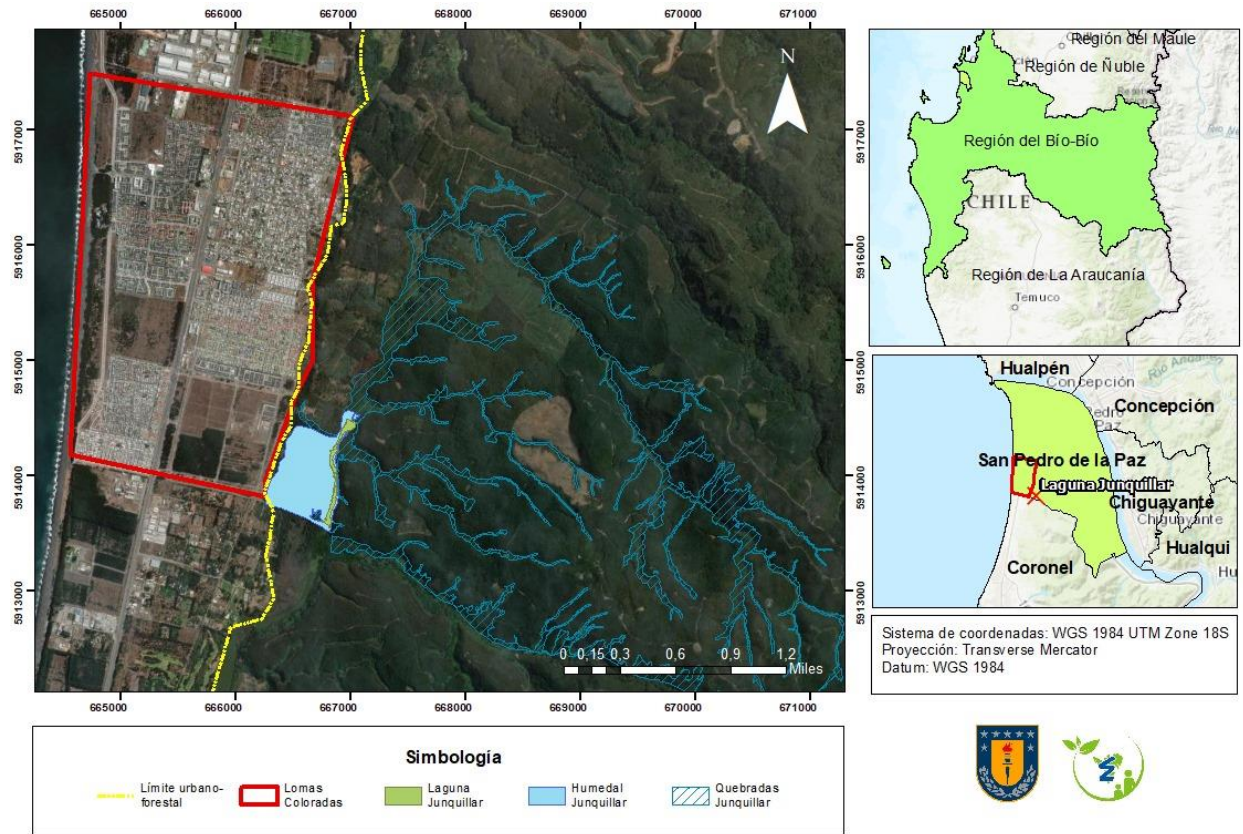 665000 666000 667000 668000 669000 670000 671000
5917000
5916000
5915000
5914000
5913000
5917000
5916000
5915000
5914000
5913000
N
0 0,15 0,3 0,6 0,9 1,2
Miles
665000 666000 667000 668000 669000 670000 671000
Región del Maule
Región de Ñuble
Región del Bío-Bío
CHILE
Región de La Araucanía
Temuco
Hualpén
Concepción
Concepción
San Pedro de la Paz
Laguna Junquillar
Chiguayante
Chiguayante
Hualqui
Coronel
Sistema de coordenadas: WGS 1984 UTM Zone 18S
Proyección: Transverse Mercator
Datum: WGS 1984
Simbología
Límite urbano-
forestal
Lomas
Coloradas
Laguna
Junquillar
Humedal
Junquillar
Quebradas
Junquillar